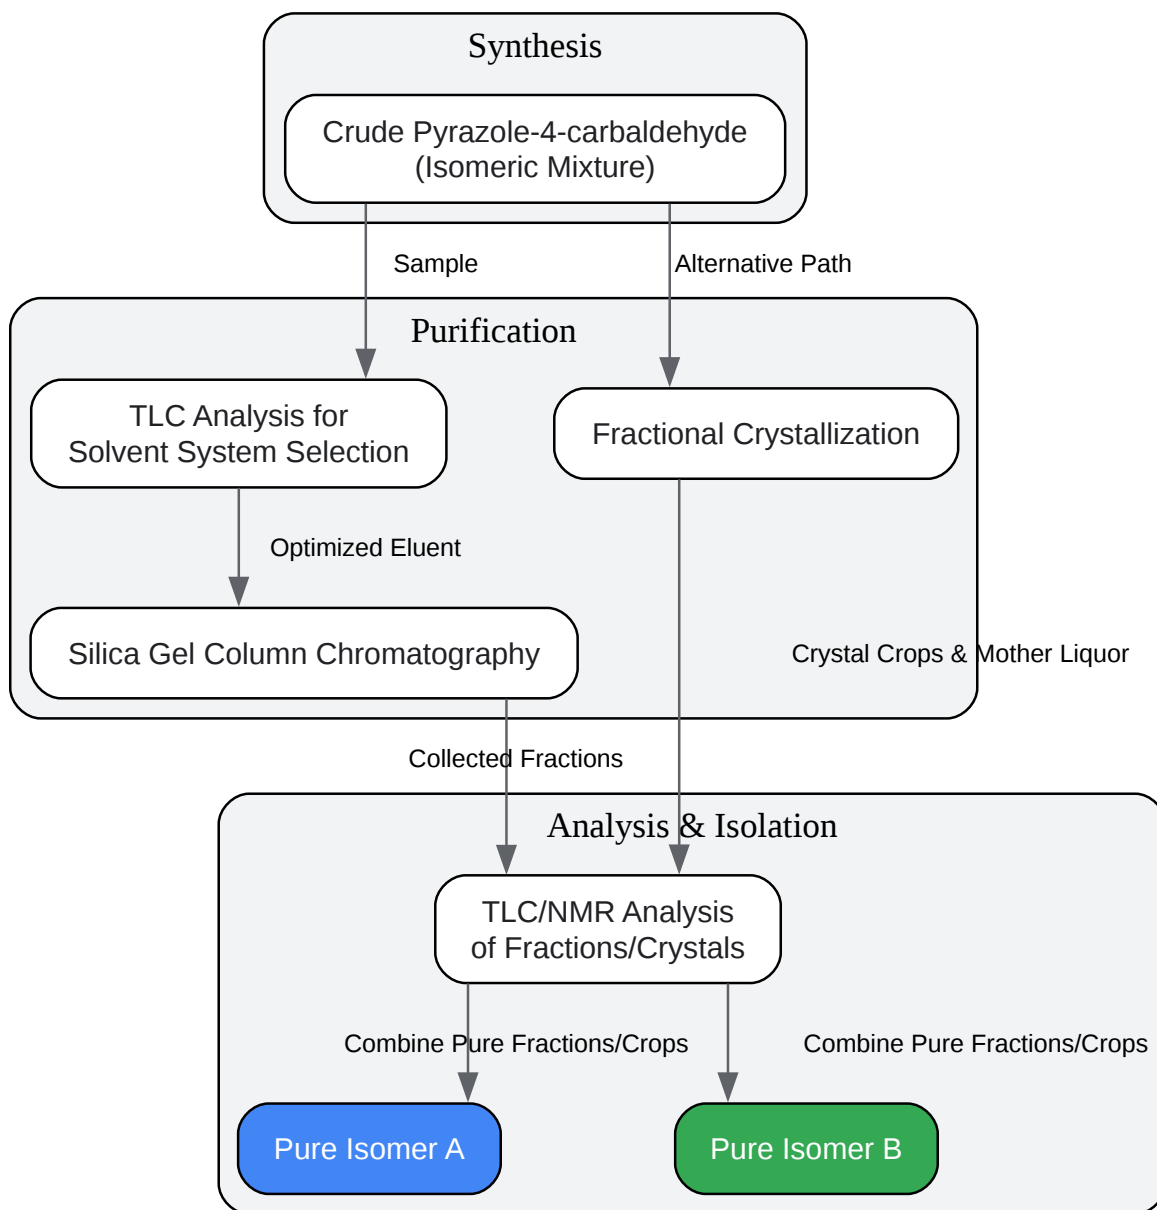 Synthesis
Crude Pyrazole-4-carbaldehyde
(Isomeric Mixture)
Sample
Alternative Path
Purification
TLC Analysis for
Solvent System Selection
Fractional Crystallization
Optimized Eluent
Silica Gel Column Chromatography
Crystal Crops & Mother Liquor
Collected Fractions
Analysis & Isolation
TLC/NMR Analysis
of Fractions/Crystals
Combine Pure Fractions/Crops
Combine Pure Fractions/Crops
Pure Isomer A
Pure Isomer B